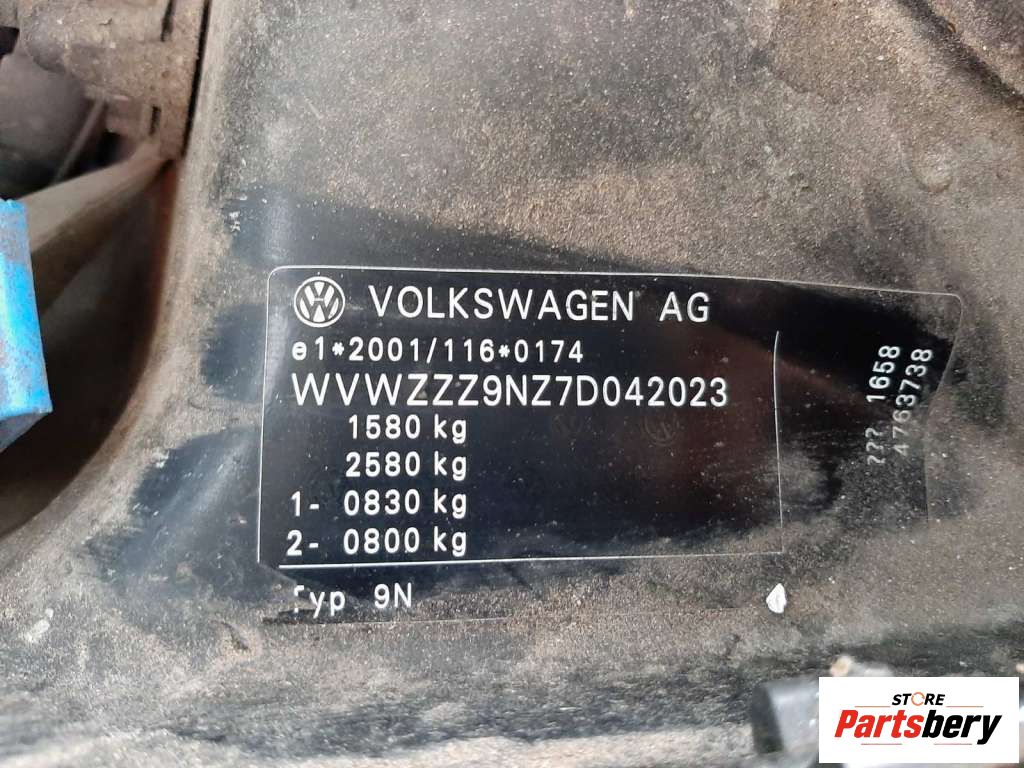 VOLKSWAGEN AG
e1*2001/116*0174
WVWZZZ9NZ7D042023
1580 kg
2580 kg
1- 0830 kg
2- 0800 kg
Typ 9N
??? 1658
4763738
STORE
Partsbery